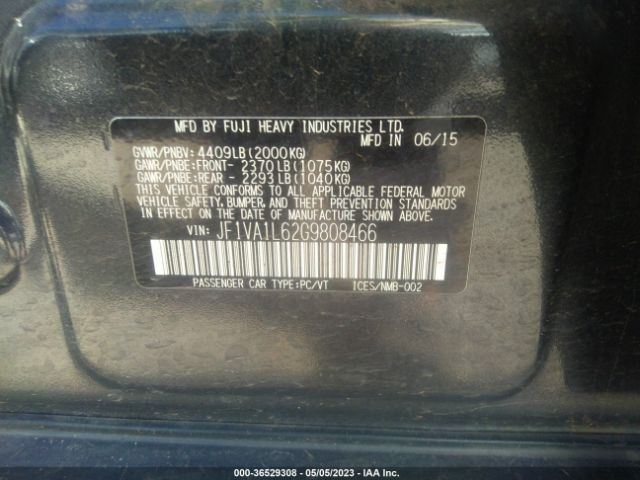 MFD BY FUJI HEAVY INDUSTRIES LTD.
MFD IN 06/15
GVWR/PNBV: 4409LB(2000KG)
GAWR/PNBE:FRONT- 2370LB(1075KG)
GAWR/PNBE:REAR - 2293LB(1040KG)
THIS VEHICLE CONFORMS TO ALL APPLICABLE FEDERAL MOTOR
VEHICLE SAFETY, BUMPER, AND THEFT PREVENTION STANDARDS
IN EFFECT ON THE DATE OF MANUFACTURE SHOWN ABOVE.
VIN: JF1VA1L62G9808466
PASSENGER CAR TYPE:PC/VT ICES/NMB-002
000-36529308 - 05/05/2023 - IAA Inc.